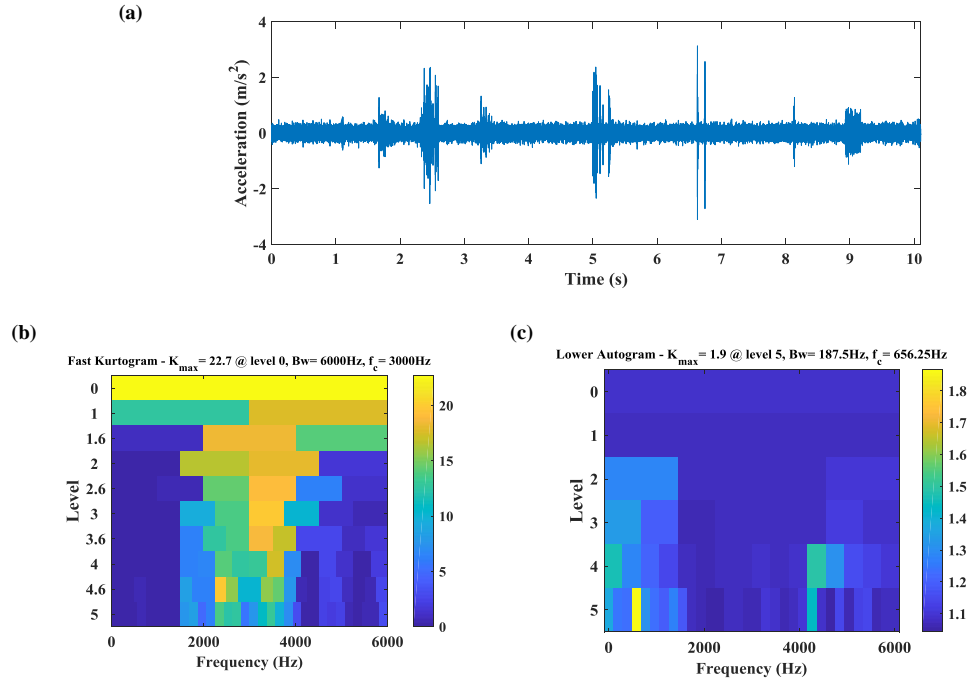 (a)
4
2
0
-2
-4
Acceleration (m/s²)
0 1 2 3 4 5 6 7 8 9 10
Time (s)
(b)
Fast Kurtogram - K_max= 22.7 @ level 0, Bw= 6000Hz, f_c= 3000Hz
0
1
1.6
2
2.6
3
3.6
4
4.6
5
Level
0 2000 4000 6000
Frequency (Hz)
20
15
10
5
0
(c)
Lower Autogram - K_max= 1.9 @ level 5, Bw= 187.5Hz, f_c= 656.25Hz
0
1
2
3
4
5
Level
0 2000 4000 6000
Frequency (Hz)
1.8
1.7
1.6
1.5
1.4
1.3
1.2
1.1